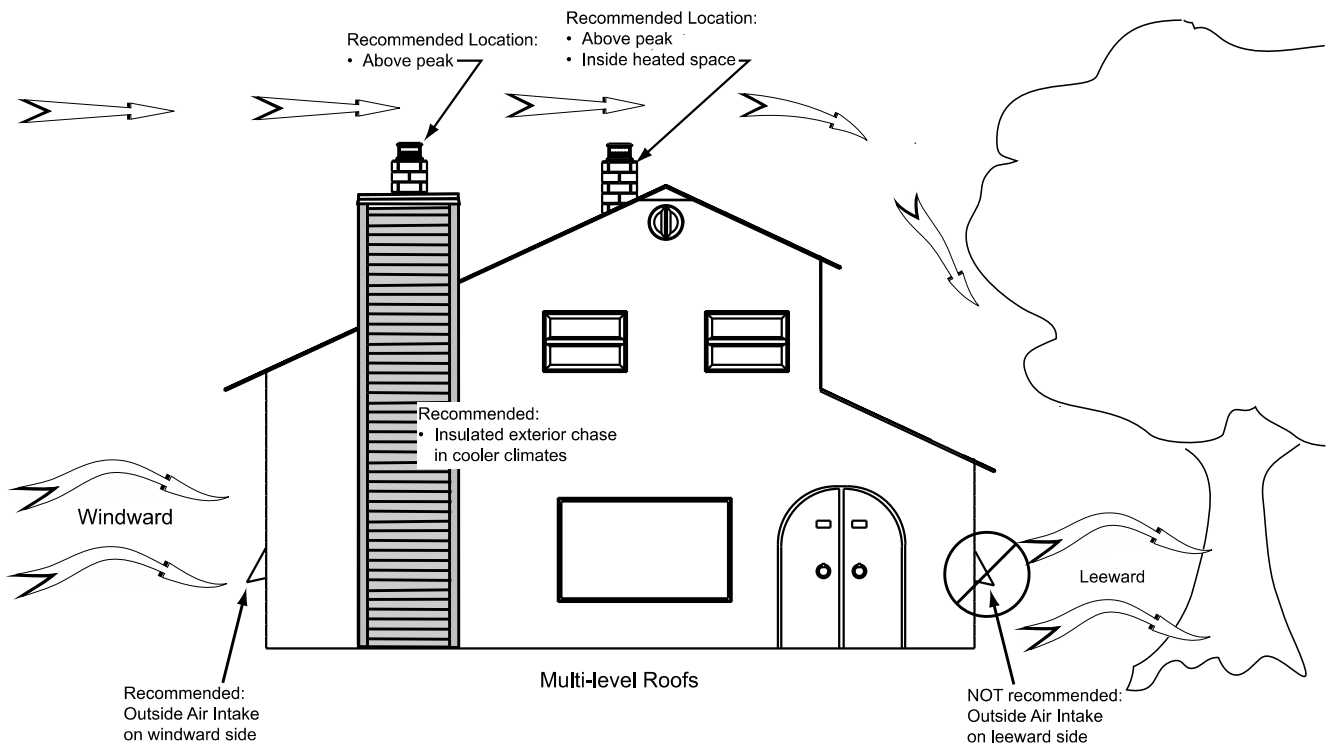 Recommended Location:
• Above peak
Recommended Location:
• Above peak
• Inside heated space
Recommended:
• Insulated exterior chase
in cooler climates
Windward
Leeward
Multi-level Roofs
Recommended:
Outside Air Intake
on windward side
NOT recommended:
Outside Air Intake
on leeward side